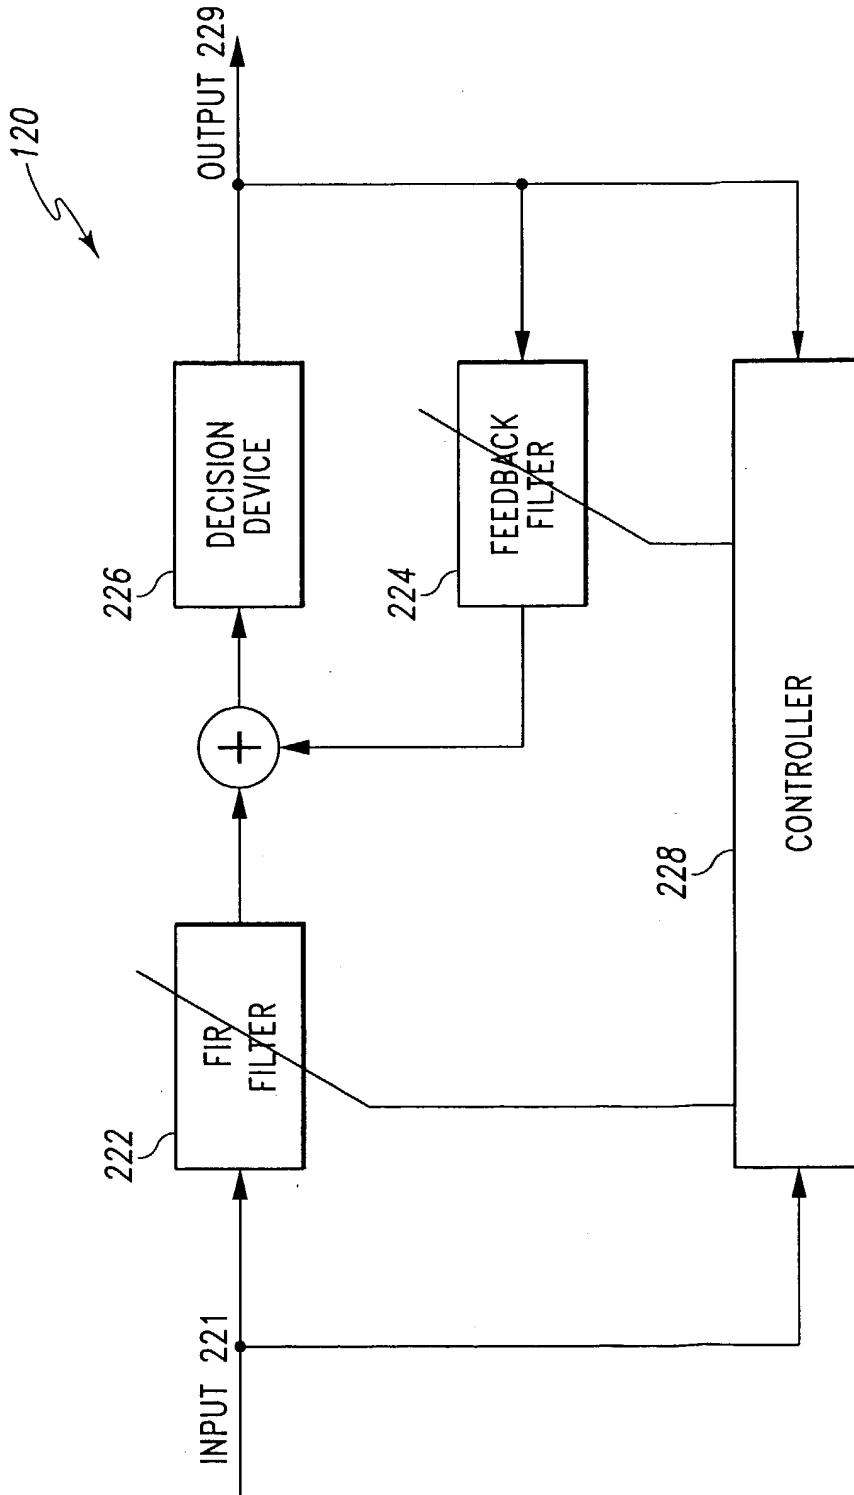 120
INPUT 221
OUTPUT 229
222
FIR
FILTER
226
DECISION
DEVICE
224
FEEDBACK
FILTER
228
CONTROLLER